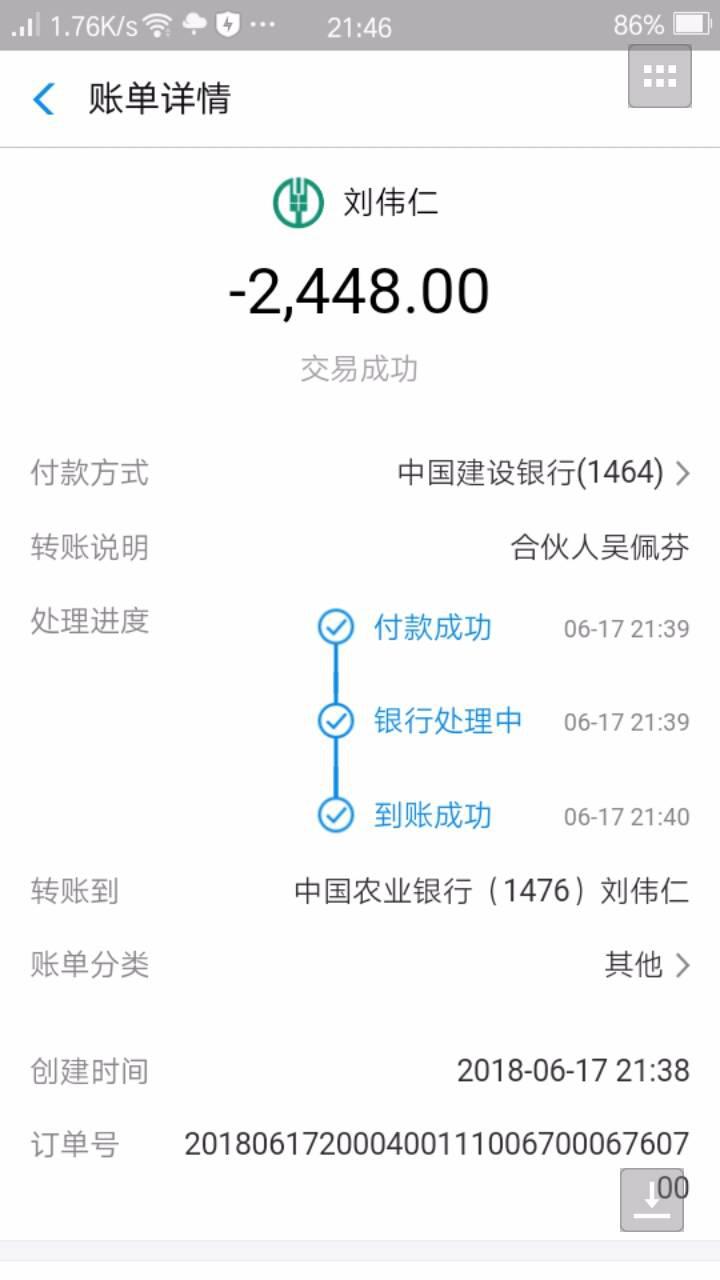 1.76K/s ... 21:46 86%
账单详情
刘伟仁
-2,448.00
交易成功
付款方式 中国建设银行(1464)
转账说明 合伙人吴佩芬
处理进度 付款成功 06-17 21:39
银行处理中 06-17 21:39
到账成功 06-17 21:40
转账到 中国农业银行（1476）刘伟仁
账单分类 其他
创建时间 2018-06-17 21:38
订单号 201806172000400111006700067607
00